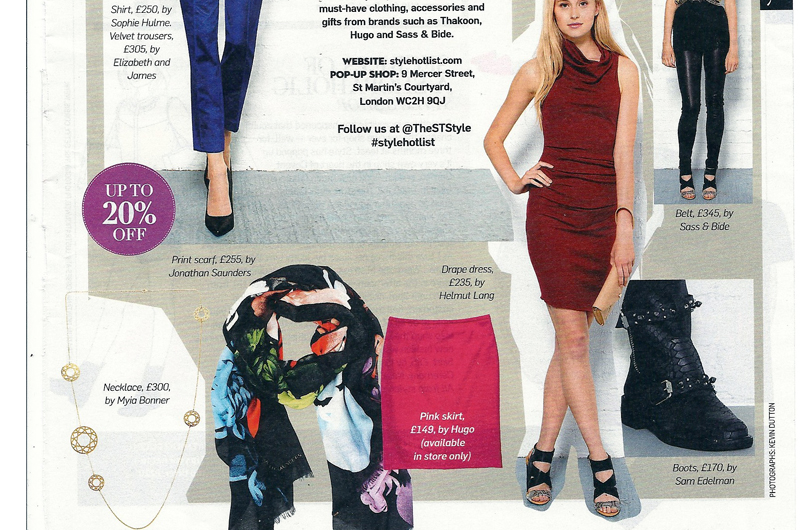 Shirt, £250, by
Sophie Hulme.
Velvet trousers,
£305, by
Elizabeth and
James
must-have clothing, accessories and
gifts from brands such as Thakoon,
Hugo and Sass & Bide.
WEBSITE: stylehotlist.com
POP-UP SHOP: 9 Mercer Street,
St Martin's Courtyard,
London WC2H 9QJ
Follow us at @TheSTStyle
#stylehotlist
UP TO
20%
OFF
Belt, £345, by
Sass & Bide
Print scarf, £255, by
Jonathan Saunders
Drape dress,
£235, by
Helmut Lang
Necklace, £300,
by Myia Bonner
Pink skirt,
£149, by Hugo
(available
in store only)
Boots, £170, by
Sam Edelman
PHOTOGRAPHS: KEVIN DUTTON